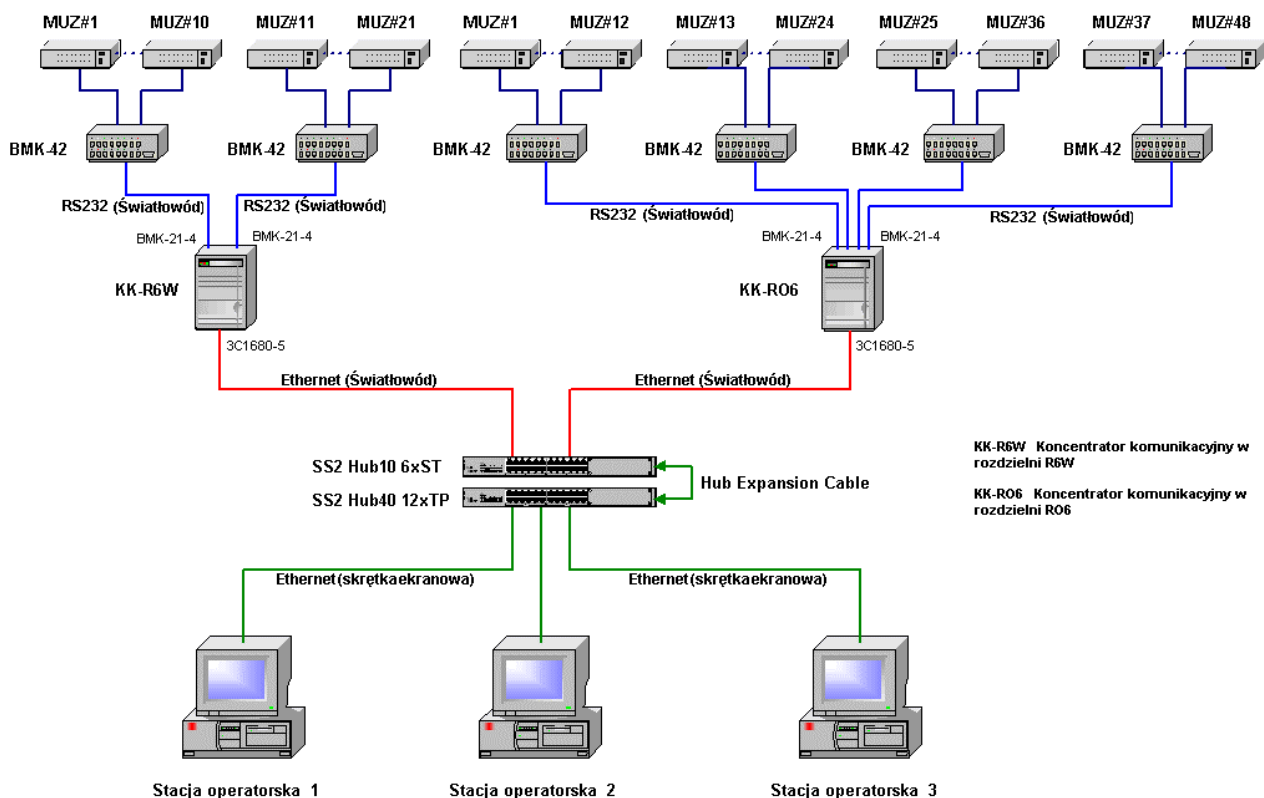 MUZ#1 MUZ#10 MUZ#11 MUZ#21 MUZ#1 MUZ#12 MUZ#13 MUZ#24 MUZ#25 MUZ#36 MUZ#37 MUZ#48
BMK-42 BMK-42 BMK-42 BMK-42 BMK-42 BMK-42
RS232 (Światłowód) RS232 (Światłowód) RS232 (Światłowód) RS232 (Światłowód)
BMK-21-4 BMK-21-4 BMK-21-4 BMK-21-4
KK-R6W KK-RO6
3C1680-5 3C1680-5
Ethernet (Światłowód) Ethernet (Światłowód)
SS2 Hub10 6xST
SS2 Hub40 12xTP
Hub Expansion Cable
KK-R6W Koncentrator komunikacyjny w
rozdzielni R6W
KK-RO6 Koncentrator komunikacyjny w
rozdzielni RO6
Ethernet(skrętkaekranowa) Ethernet(skrętkaekranowa)
Stacja operatorska 1 Stacja operatorska 2 Stacja operatorska 3